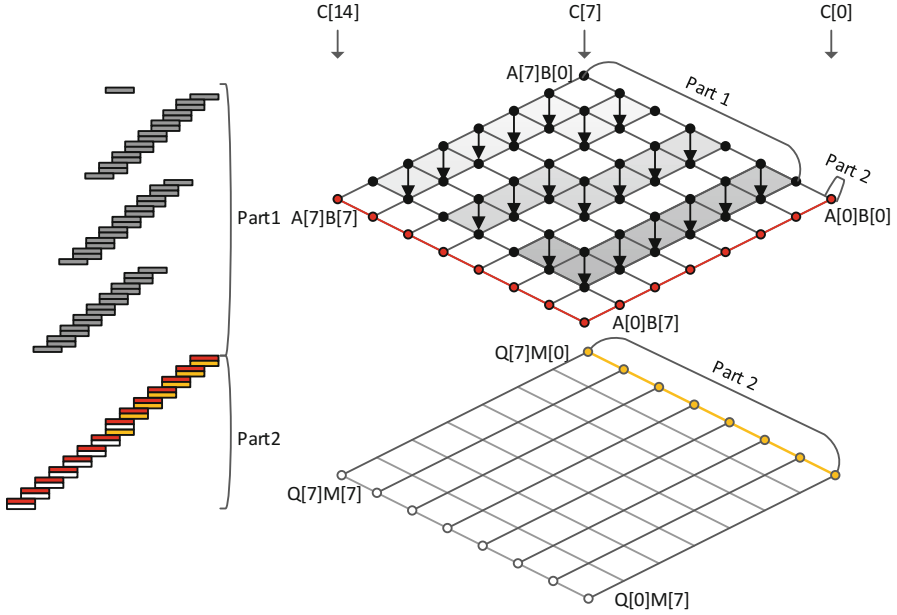 C[14]
C[7]
C[0]
A[7]B[0]
Part 1
Part 2
A[7]B[7]
A[0]B[0]
Part1
A[0]B[7]
Q[7]M[0]
Part 2
Part2
Q[7]M[7]
Q[0]M[7]